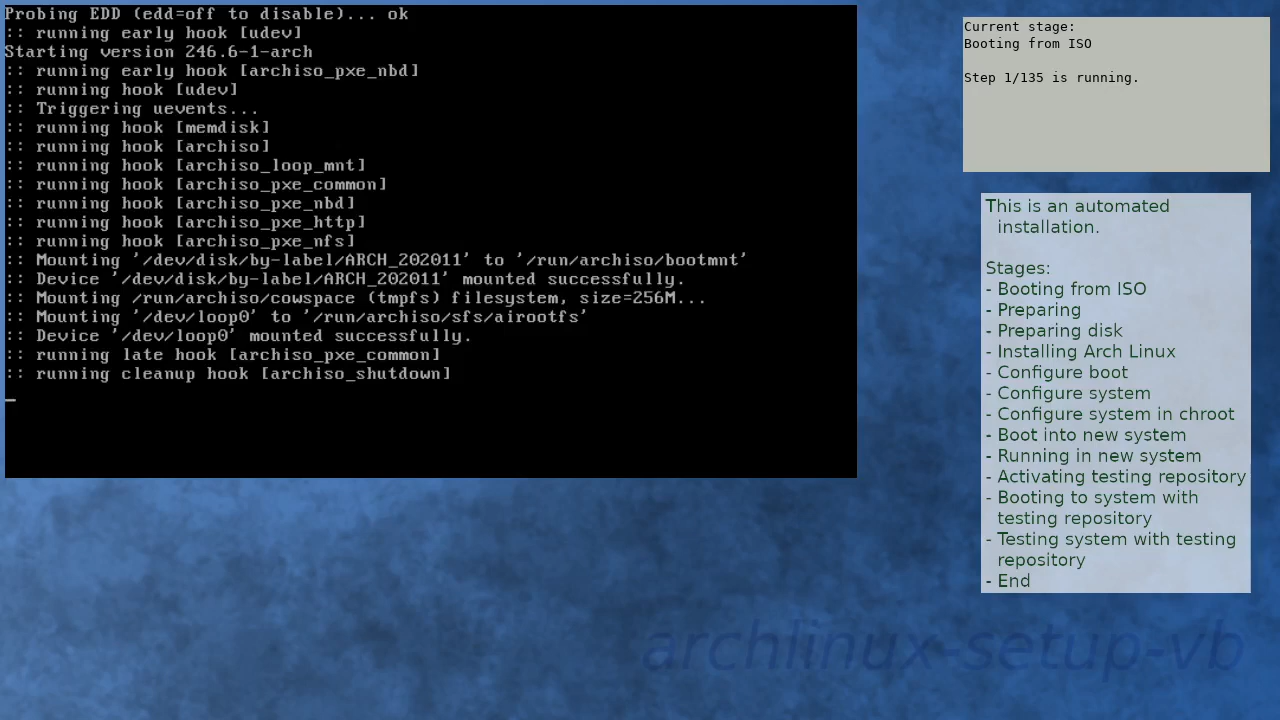 Probing EDD (edd=off to disable)... ok
:: running early hook [udev]
Starting version 246.6-1-arch
:: running early hook [archiso_pxe_nbd]
:: running hook [udev]
:: Triggering uevents...
:: running hook [memdisk]
:: running hook [archiso]
:: running hook [archiso_loop_mnt]
:: running hook [archiso_pxe_common]
:: running hook [archiso_pxe_nbd]
:: running hook [archiso_pxe_http]
:: running hook [archiso_pxe_nfs]
:: Mounting '/dev/disk/by-label/ARCH_202011' to '/run/archiso/bootmnt'
:: Device '/dev/disk/by-label/ARCH_202011' mounted successfully.
:: Mounting /run/archiso/cowspace (tmpfs) filesystem, size=256M...
:: Mounting '/dev/loop0' to '/run/archiso/sfs/airootfs'
:: Device '/dev/loop0' mounted successfully.
:: running late hook [archiso_pxe_common]
:: running cleanup hook [archiso_shutdown]
Current stage:
Booting from ISO
Step 1/135 is running.
This is an automated
installation.
Stages:
- Booting from ISO
- Preparing
- Preparing disk
- Installing Arch Linux
- Configure boot
- Configure system
- Configure system in chroot
- Boot into new system
- Running in new system
- Activating testing repository
- Booting to system with
testing repository
- Testing system with testing
repository
- End
archlinux-setup-vb